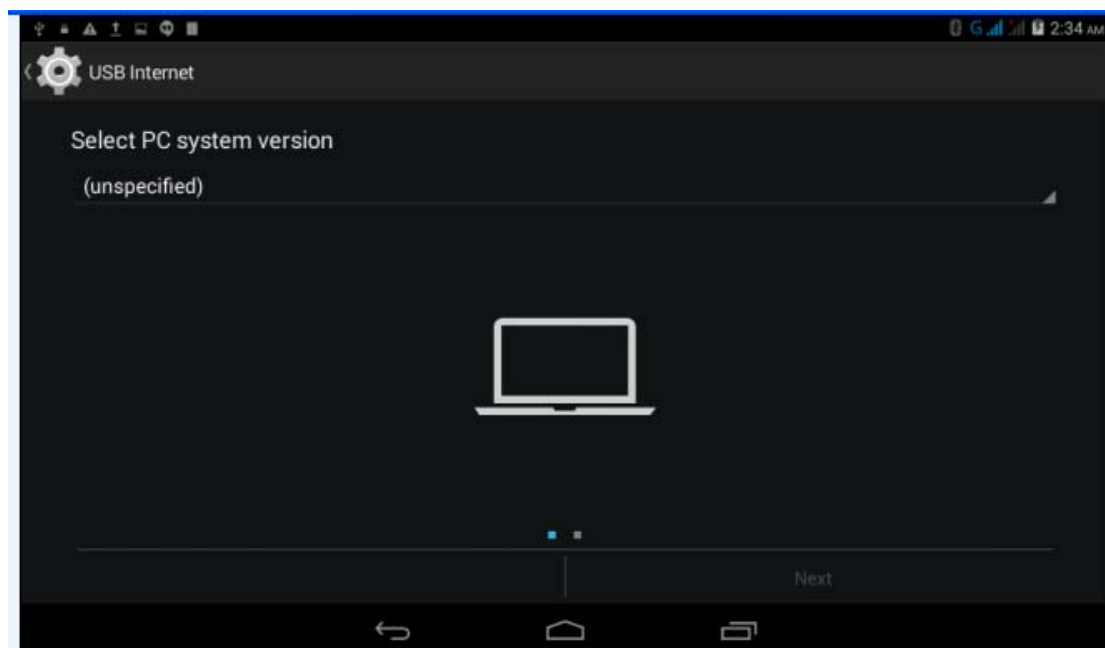 G 2:34 AM
USB Internet
Select PC system version
(unspecified)
Next